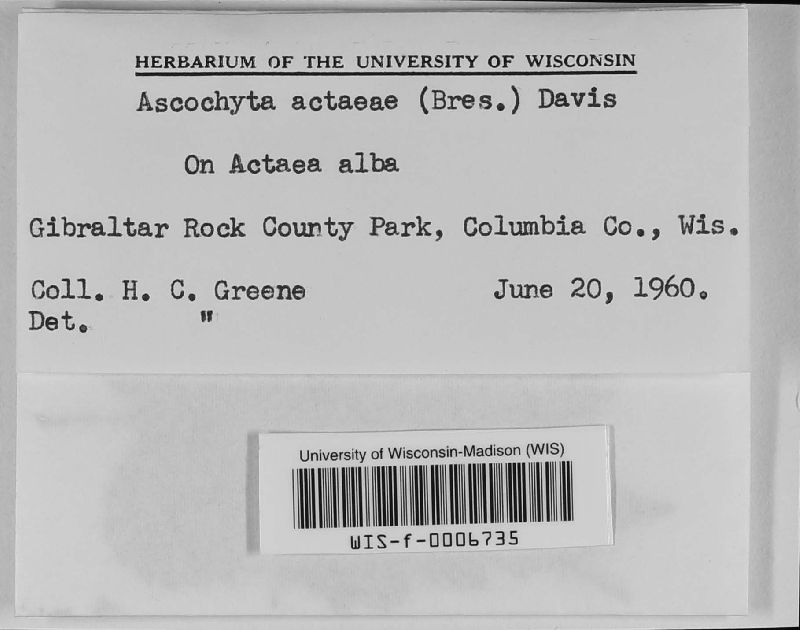 HERBARIUM OF THE UNIVERSITY OF WISCONSIN
Ascochyta actaeae (Bres.) Davis
On Actaea alba
Gibraltar Rock County Park, Columbia Co., Wis.
Coll. H. C. Greene June 20, 1960.
Det. "
University of Wisconsin-Madison (WIS)
WIS-f-0006735